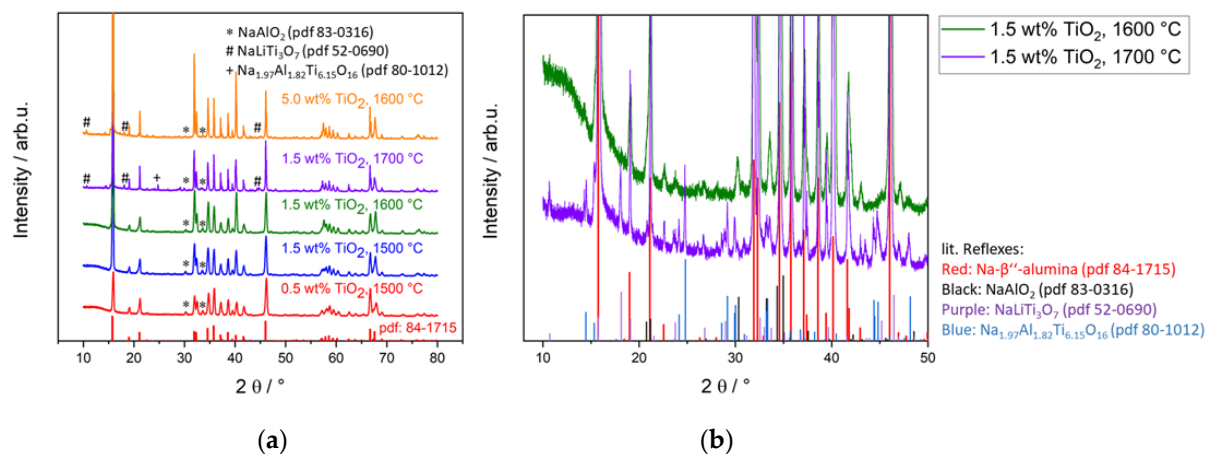 Intensity / arb.u.
* NaAlO₂ (pdf 83-0316)
# NaLiTi₃O₇ (pdf 52-0690)
+ Na₁.₉₇Al₁.₈₂Ti₆.₁₅O₁₆ (pdf 80-1012)
5.0 wt% TiO₂, 1600 °C
# # * * #
1.5 wt% TiO₂, 1700 °C
# # + * * #
1.5 wt% TiO₂, 1600 °C
* *
1.5 wt% TiO₂, 1500 °C
* *
0.5 wt% TiO₂, 1500 °C
* *
pdf: 84-1715
10 20 30 40 50 60 70 80
2 θ / °
(a)
Intensity / arb.u.
10 20 30 40 50
2 θ / °
(b)
1.5 wt% TiO₂, 1600 °C
1.5 wt% TiO₂, 1700 °C
lit. Reflexes:
Red: Na-β′′-alumina (pdf 84-1715)
Black: NaAlO₂ (pdf 83-0316)
Purple: NaLiTi₃O₇ (pdf 52-0690)
Blue: Na₁.₉₇Al₁.₈₂Ti₆.₁₅O₁₆ (pdf 80-1012)